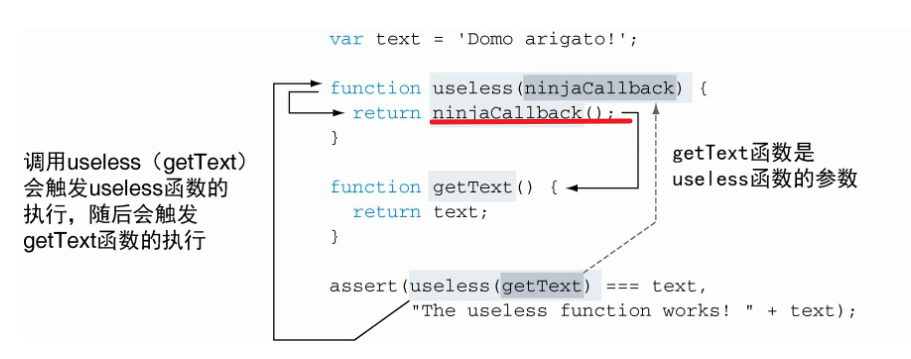 var text = 'Domo arigato!';
function useless(ninjaCallback) {
return ninjaCallback();
}
调用useless（getText）
会触发useless函数的
执行，随后会触发
getText函数的执行
function getText() {
return text;
}
getText函数是
useless函数的参数
assert(useless(getText) === text,
"The useless function works! " + text);